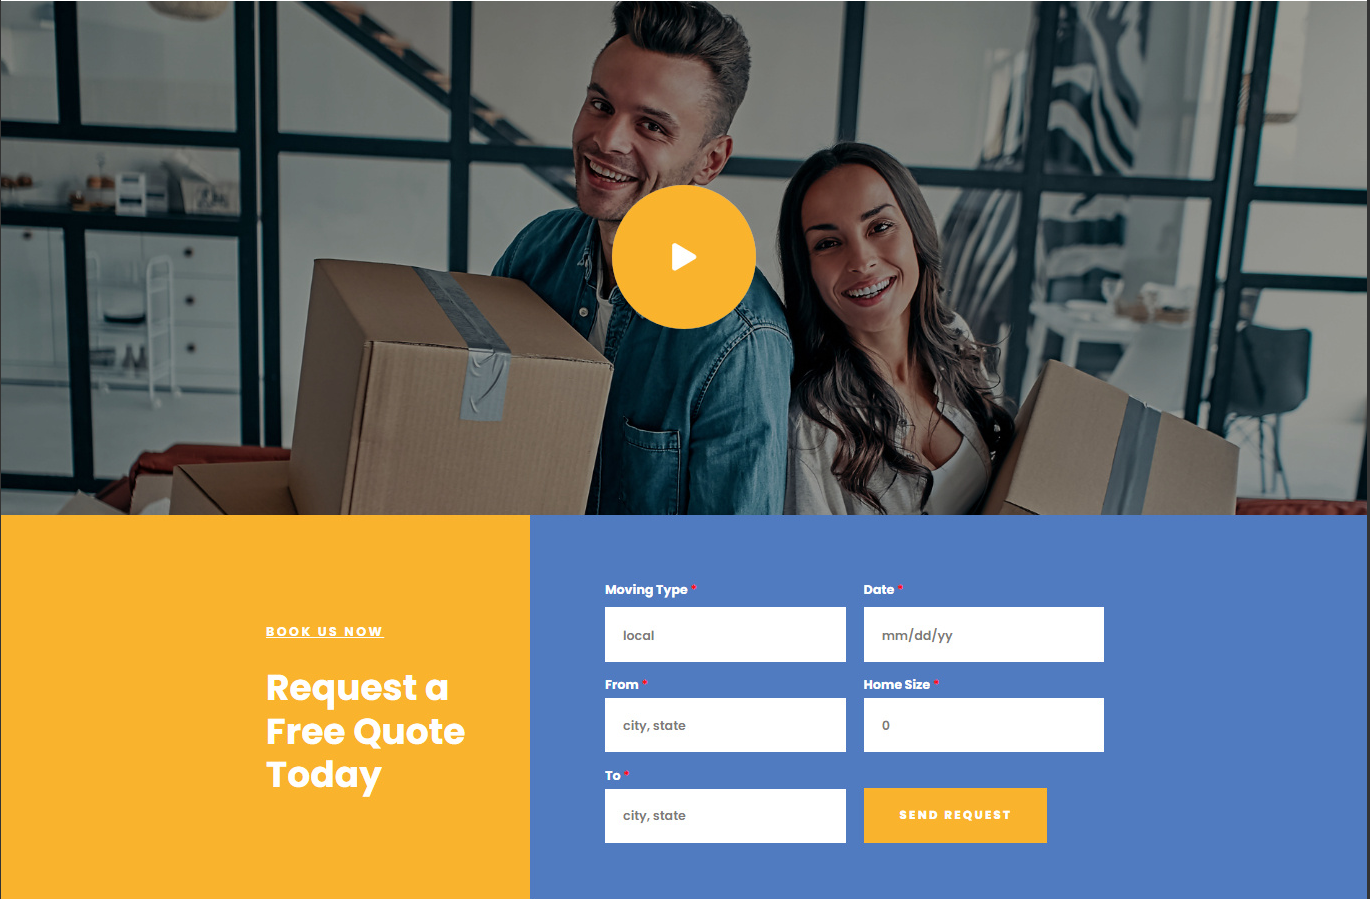 BOOK US NOW
Request a
Free Quote
Today
Moving Type *
local
Date *
mm/dd/yy
From *
city, state
Home Size *
0
To *
city, state
SEND REQUEST